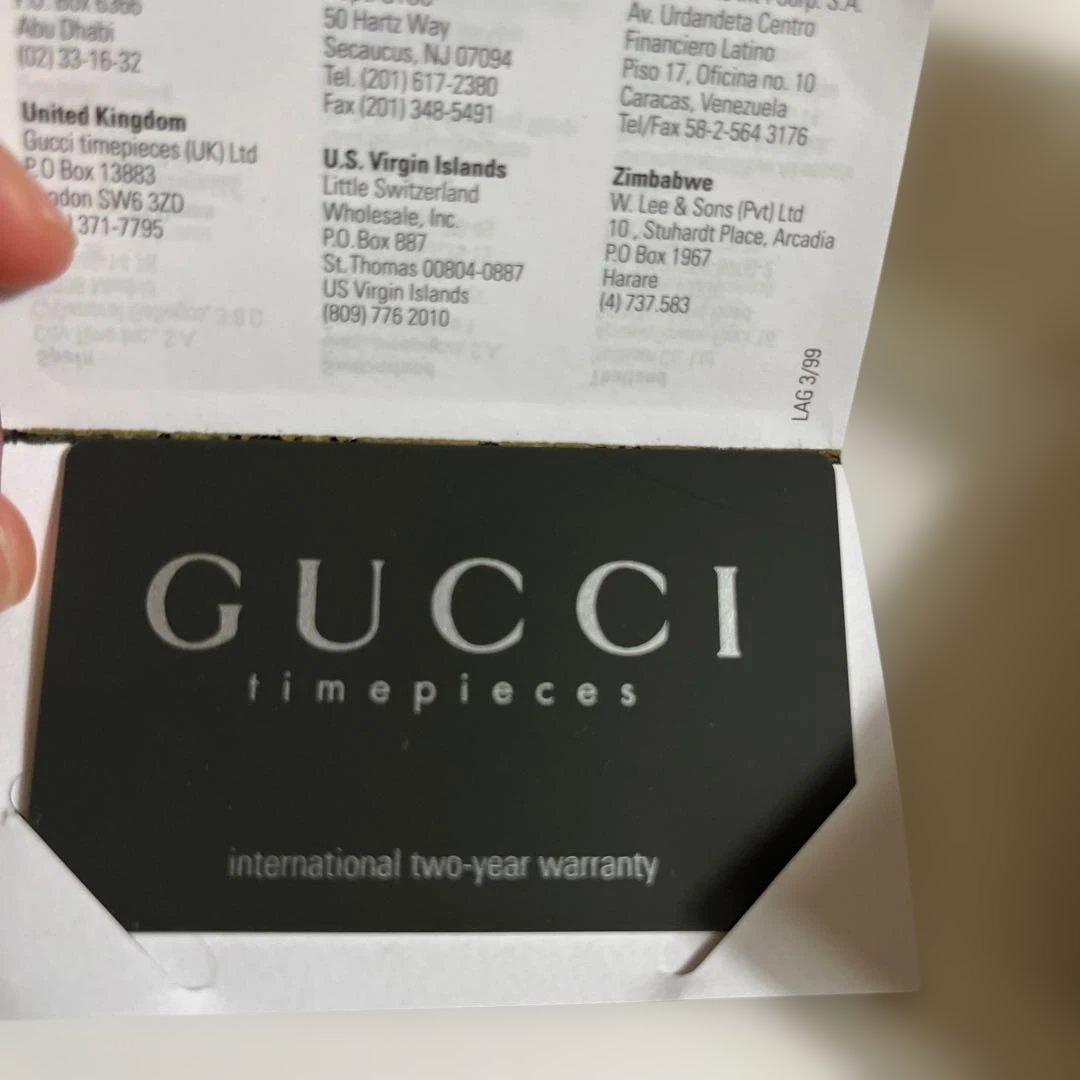 Abu Dhabi
(02) 33-16-32
United Kingdom
Gucci timepieces (UK) Ltd
P.O Box 13883
SW6 3ZD
371-7795
50 Hartz Way
Secaucus, NJ 07094
Tel. (201) 617-2380
Fax (201) 348-5491
U.S. Virgin Islands
Little Switzerland
Wholesale, Inc.
P.O.Box 887
St.Thomas 00804-0887
US Virgin Islands
(809) 776 2010
Av. Urdandeta Centro
Financiero Latino
Piso 17, Oficina no. 10
Caracas, Venezuela
Tel/Fax 58-2-564 3176
Zimbabwe
W. Lee & Sons (Pvt) Ltd
10, Stuhardt Place, Arcadia
P.O Box 1967
Harare
(4) 737.583
LAG 3/99
GUCCI
timepieces
international two-year warranty